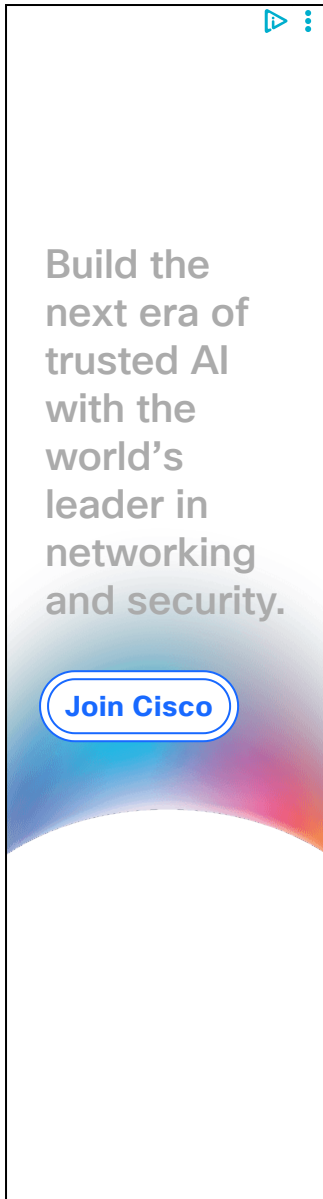 Build the
next era of
trusted AI
with the
world’s
leader in
networking
and security.
Join Cisco